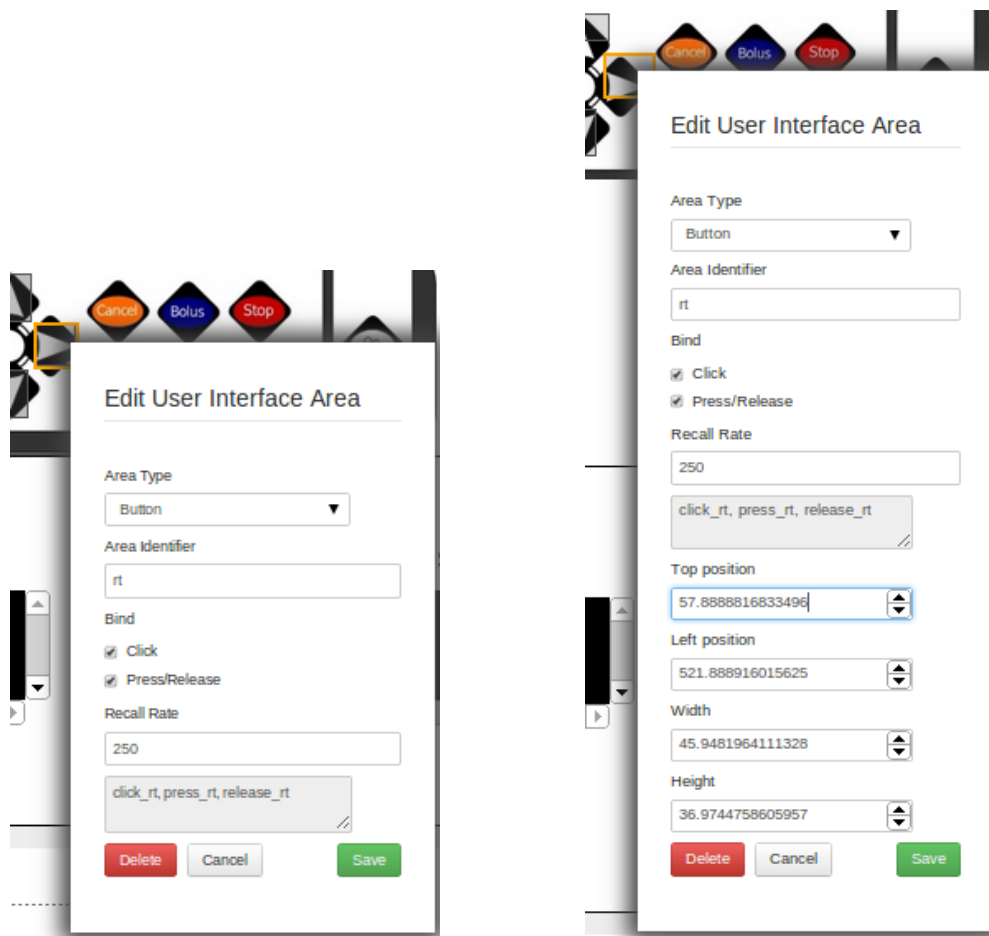 Cancel Bolus Stop
Edit User Interface Area
Area Type
Button
Area Identifier
rt
Bind
Click
Press/Release
Recall Rate
250
click_rt, press_rt, release_rt
Delete Cancel Save
Cancel Bolus Stop
Edit User Interface Area
Area Type
Button
Area Identifier
rt
Bind
Click
Press/Release
Recall Rate
250
click_rt, press_rt, release_rt
Top position
57.8888816833496
Left position
521.888916015625
Width
45.9481964111328
Height
36.9744758605957
Delete Cancel Save